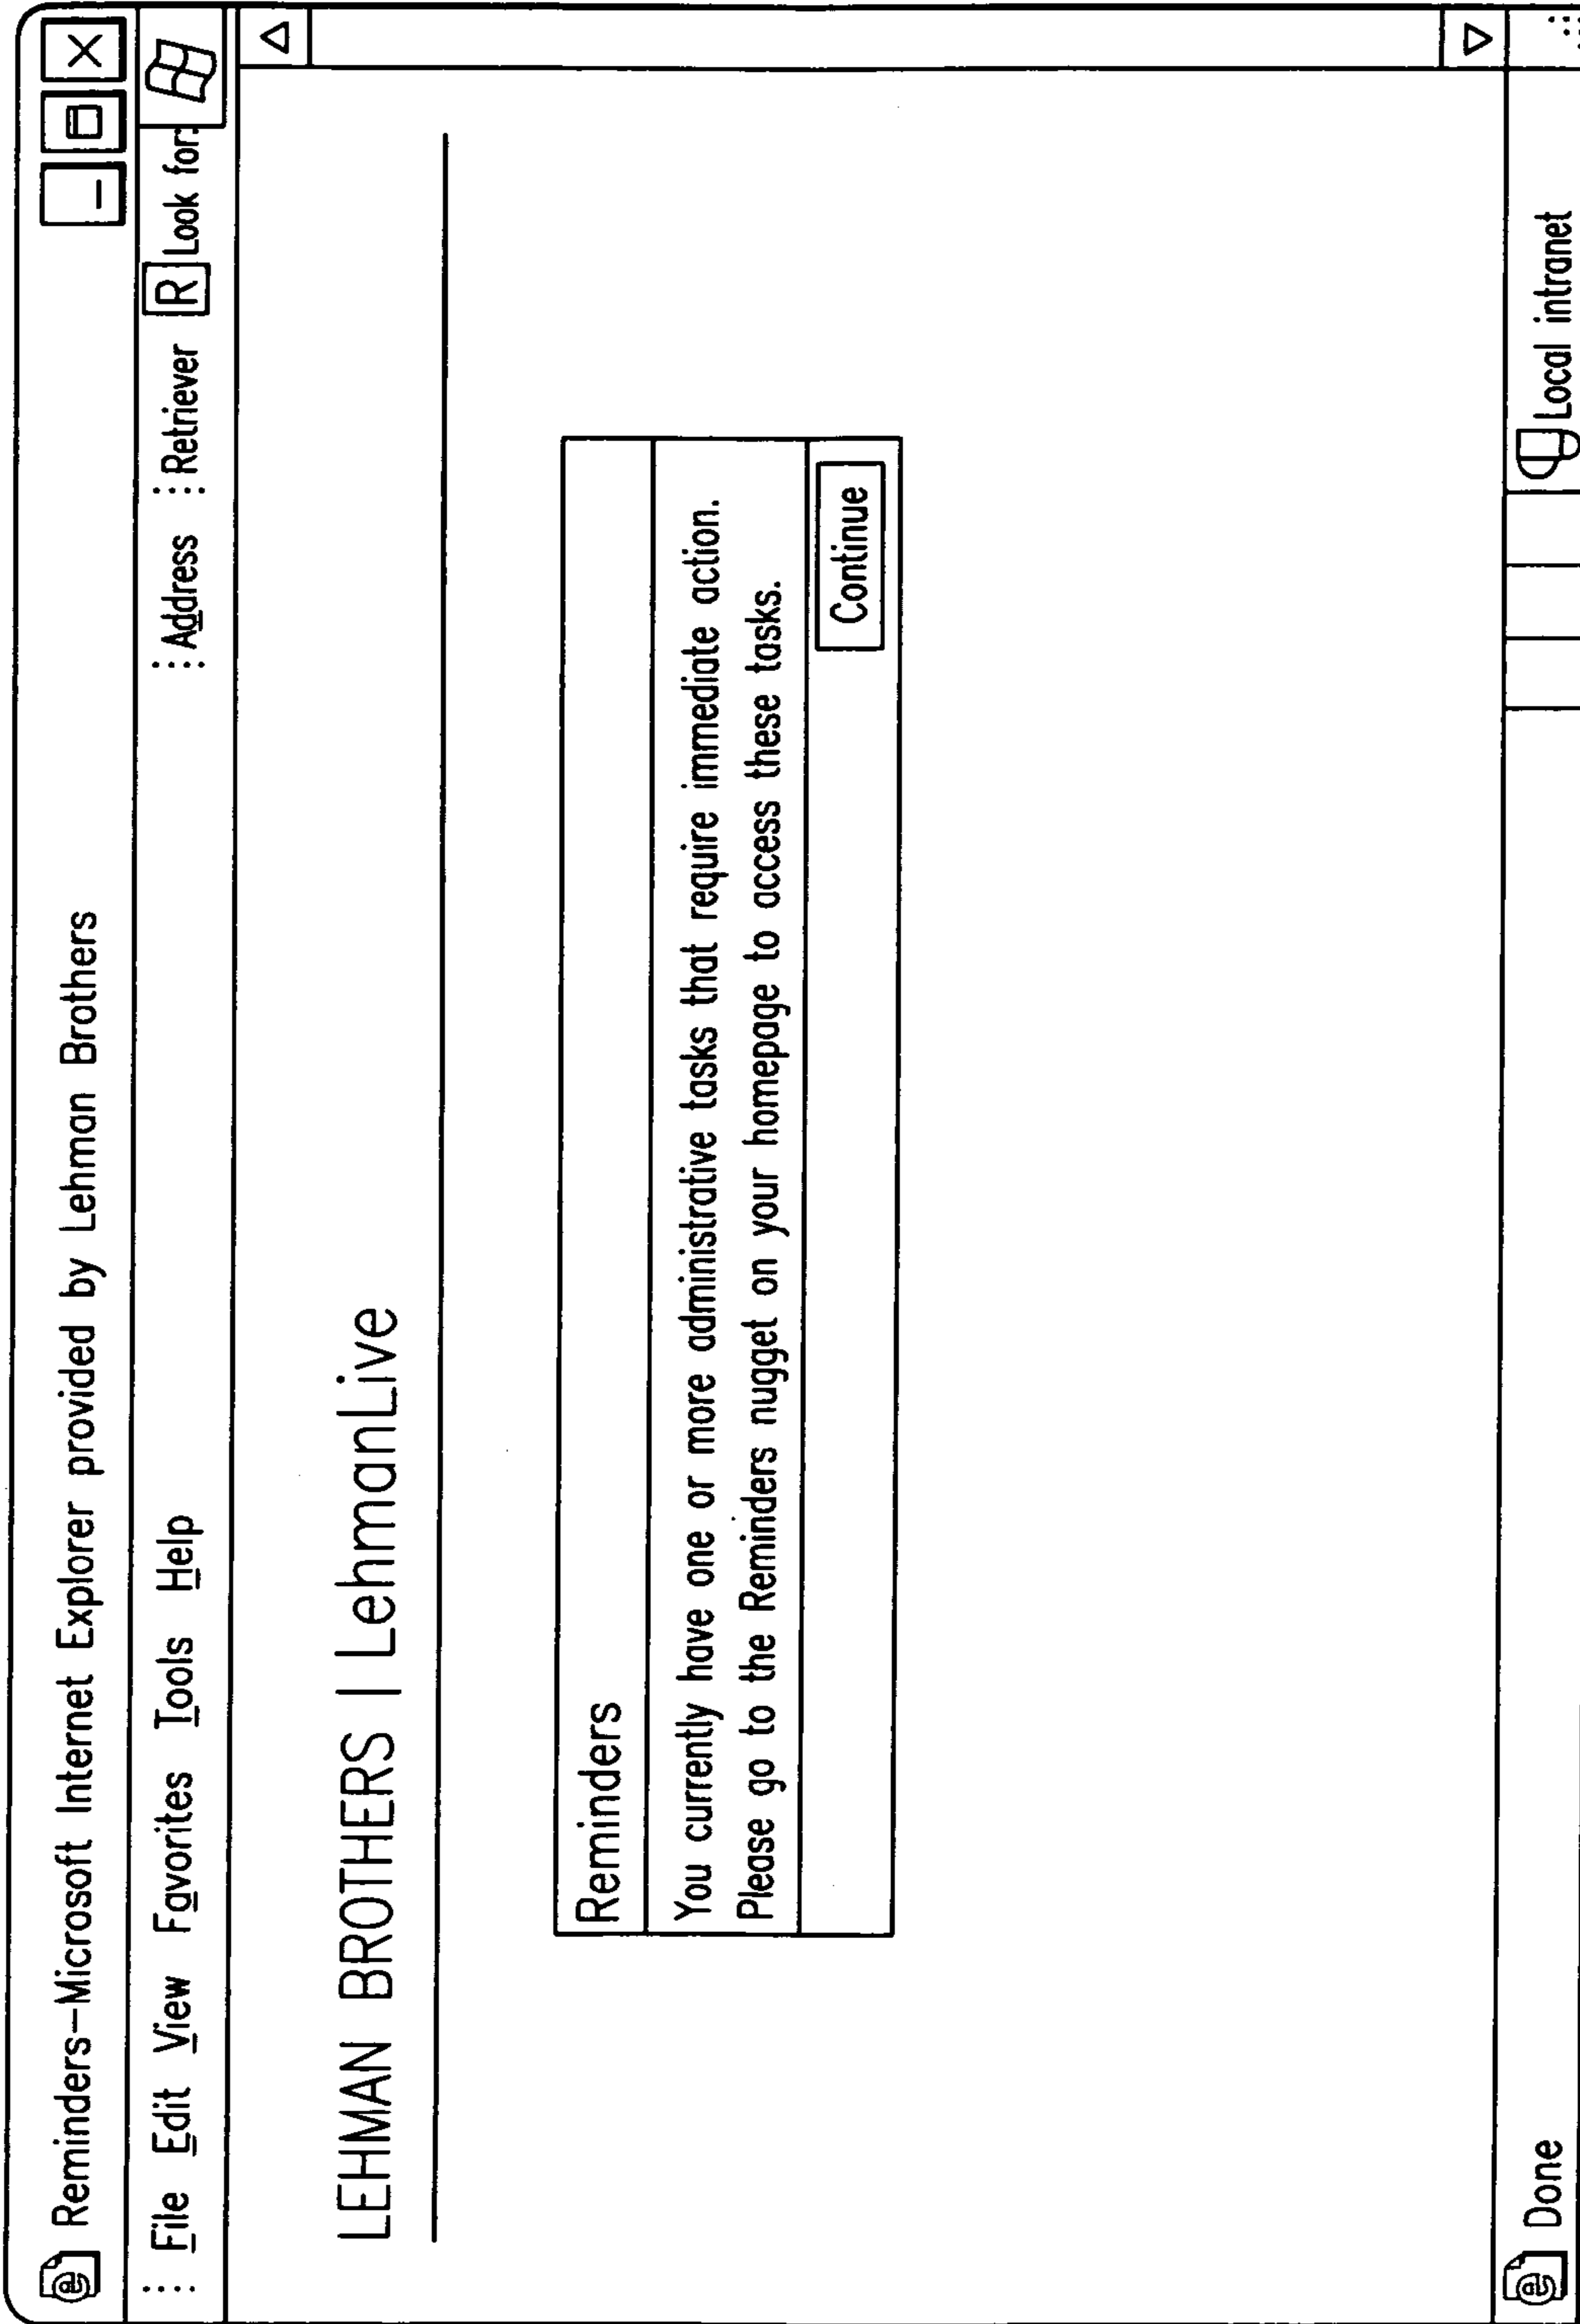 Reminders-Microsoft Internet Explorer provided by Lehman Brothers
File Edit View Favorites Tools Help Address Retriever R Look for:
LEHMAN BROTHERS | LehmanLive
Reminders
You currently have one or more administrative tasks that require immediate action.
Please go to the Reminders nugget on your homepage to access these tasks.
Continue
Done Local intranet